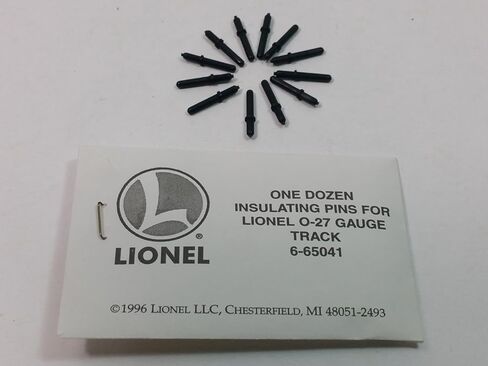 L
®
LIONEL
ONE DOZEN
INSULATING PINS FOR
LIONEL O-27 GAUGE
TRACK
6-65041
©1996 LIONEL LLC, CHESTERFIELD, MI 48051-2493